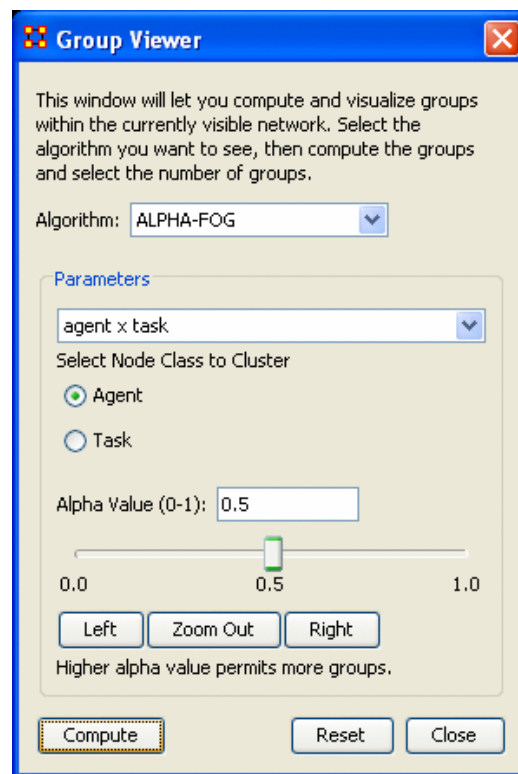 Group Viewer
This window will let you compute and visualize groups
within the currently visible network. Select the
algorithm you want to see, then compute the groups
and select the number of groups.
Algorithm: ALPHA-FOG
Parameters
agent x task
Select Node Class to Cluster
Agent
Task
Alpha Value (0-1): 0.5
0.0 0.5 1.0
Left Zoom Out Right
Higher alpha value permits more groups.
Compute Reset Close